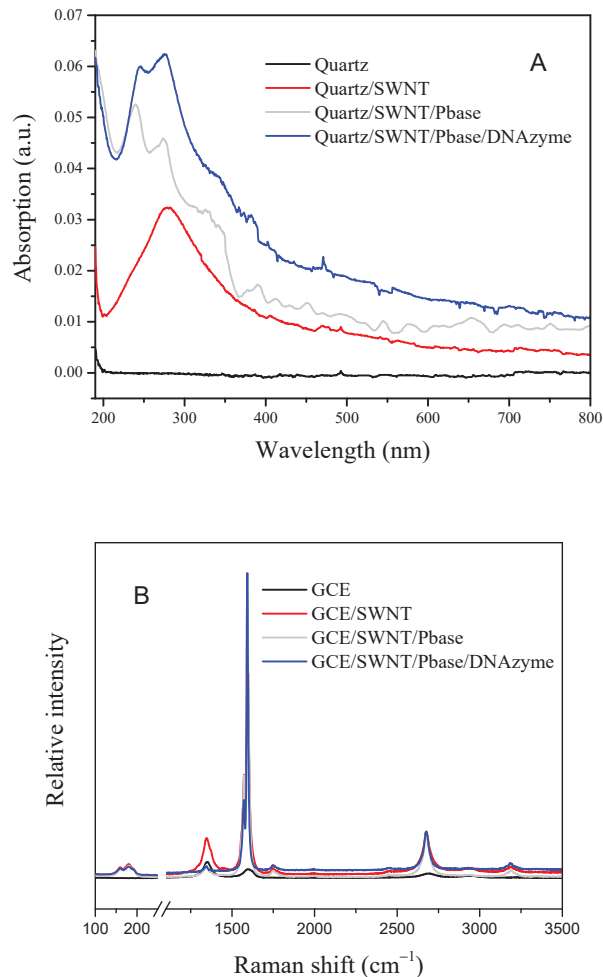 0.07
0.06
0.05
0.04
0.03
0.02
0.01
0.00
Absorption (a.u.)
A
Quartz
Quartz/SWNT
Quartz/SWNT/Pbase
Quartz/SWNT/Pbase/DNAzyme
200 300 400 500 600 700 800
Wavelength (nm)
B
GCE
GCE/SWNT
GCE/SWNT/Pbase
GCE/SWNT/Pbase/DNAzyme
Relative intensity
100 200 1500 2000 2500 3000 3500
Raman shift (cm⁻¹)